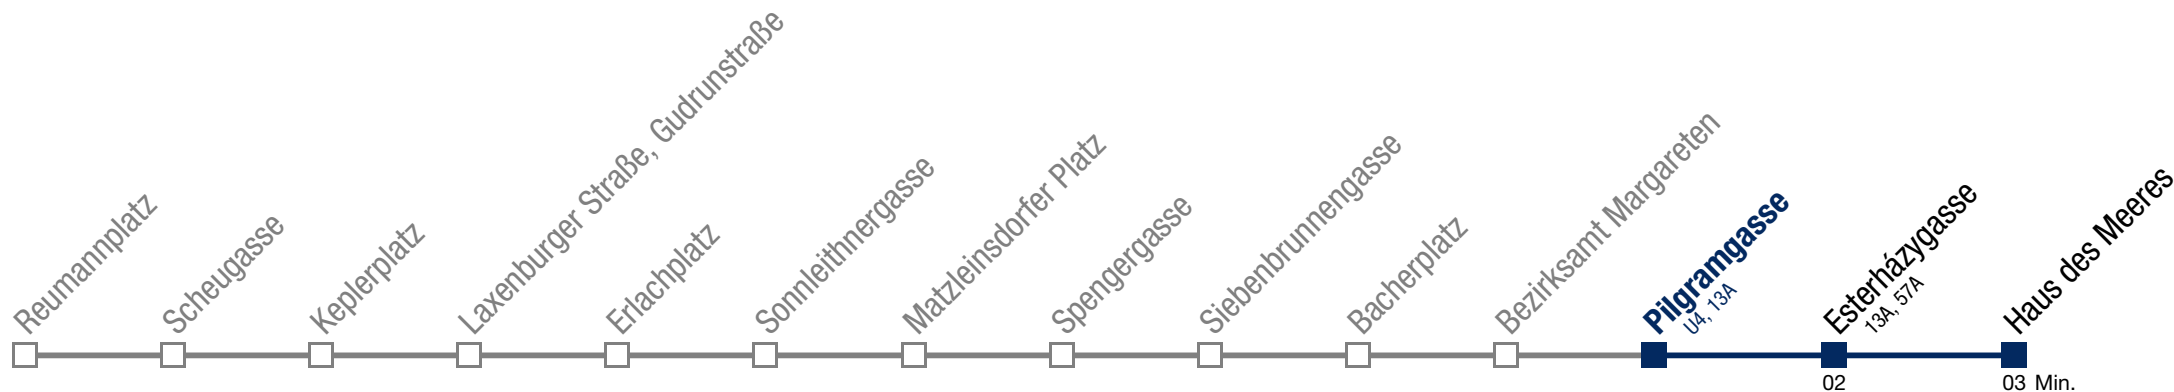 Reumannplatz
Scheugasse
Keplerplatz
Laxenburger Straße, Gudrunstraße
Erlachplatz
Sonnleithnergasse
Matzleinsdorfer Platz
Spengergasse
Siebenbrunnengasse
Bacherplatz
Bezirksamt Margareten
Pilgramgasse
U4, 13A
Esterházygasse
13A, 57A
Haus des Meeres
02
03 Min.